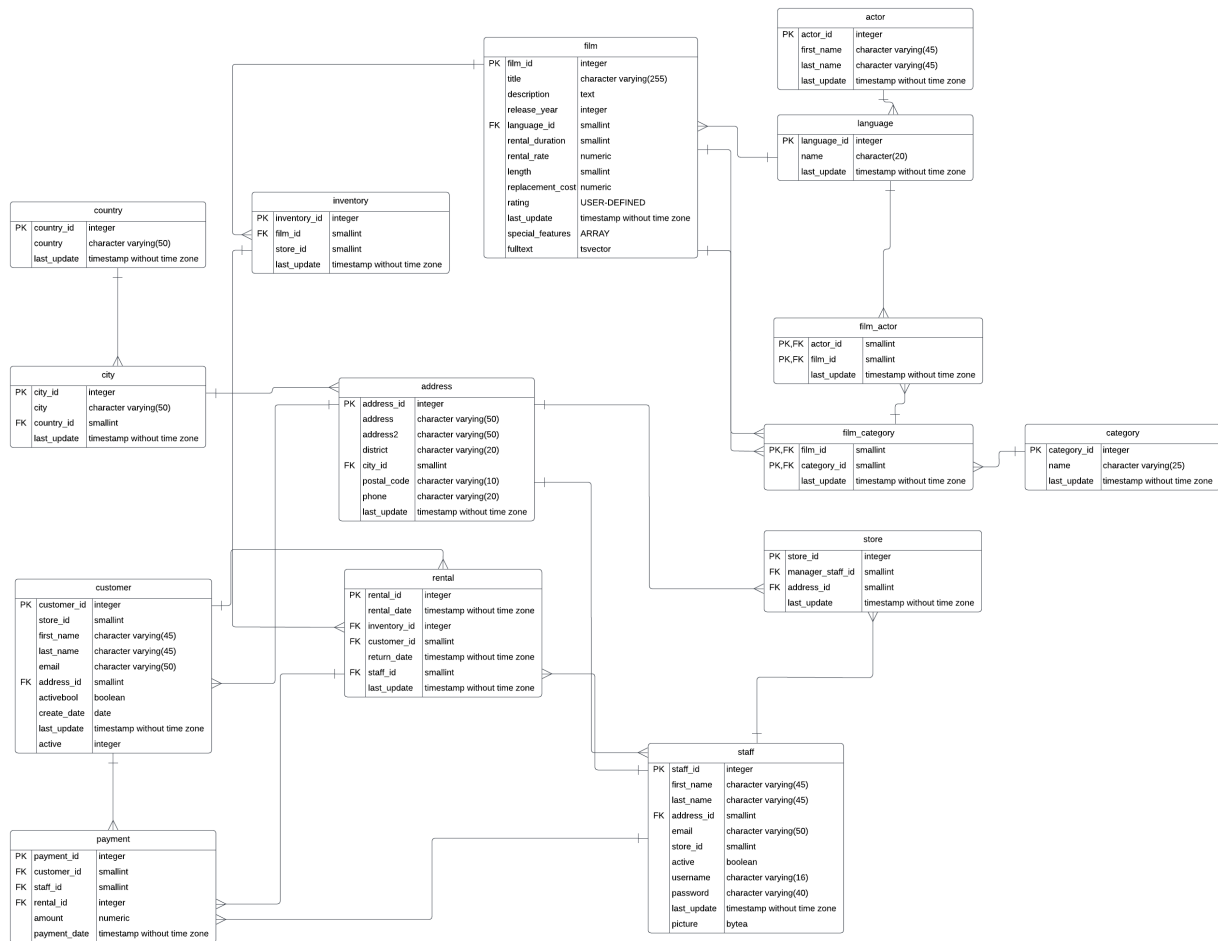 actor
PK actor_id integer
first_name character varying(45)
last_name character varying(45)
last_update timestamp without time zone
film
PK film_id integer
title character varying(255)
description text
release_year integer
FK language_id smallint
rental_duration smallint
rental_rate numeric
length smallint
replacement_cost numeric
rating USER-DEFINED
last_update timestamp without time zone
special_features ARRAY
fulltext tsvector
language
PK language_id integer
name character(20)
last_update timestamp without time zone
inventory
PK inventory_id integer
FK film_id smallint
store_id smallint
last_update timestamp without time zone
country
PK country_id integer
country character varying(50)
last_update timestamp without time zone
film_actor
PK,FK actor_id smallint
PK,FK film_id smallint
last_update timestamp without time zone
city
PK city_id integer
city character varying(50)
FK country_id smallint
last_update timestamp without time zone
address
PK address_id integer
address character varying(50)
address2 character varying(50)
district character varying(20)
FK city_id smallint
postal_code character varying(10)
phone character varying(20)
last_update timestamp without time zone
film_category
PK,FK film_id smallint
PK,FK category_id smallint
last_update timestamp without time zone
category
PK category_id integer
name character varying(25)
last_update timestamp without time zone
store
PK store_id integer
FK manager_staff_id smallint
FK address_id smallint
last_update timestamp without time zone
customer
PK customer_id integer
store_id smallint
first_name character varying(45)
last_name character varying(45)
email character varying(50)
FK address_id smallint
activebool boolean
create_date date
last_update timestamp without time zone
active integer
rental
PK rental_id integer
rental_date timestamp without time zone
FK inventory_id integer
FK customer_id smallint
return_date timestamp without time zone
FK staff_id smallint
last_update timestamp without time zone
staff
PK staff_id integer
first_name character varying(45)
last_name character varying(45)
FK address_id smallint
email character varying(50)
store_id smallint
active boolean
username character varying(16)
password character varying(40)
last_update timestamp without time zone
picture bytea
payment
PK payment_id integer
FK customer_id smallint
FK staff_id smallint
FK rental_id integer
amount numeric
payment_date timestamp without time zone